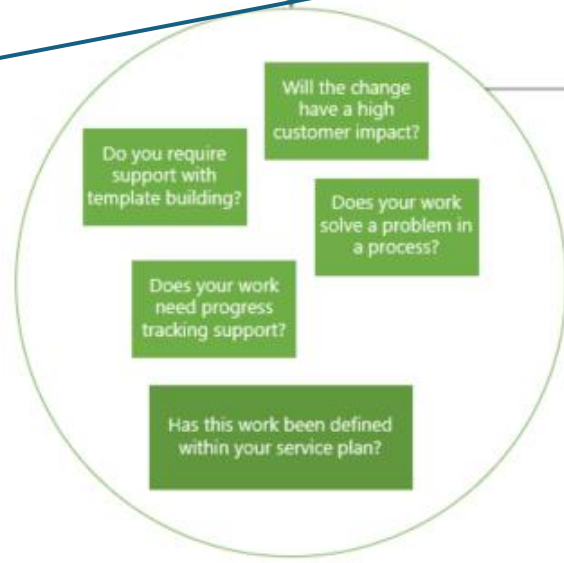 Will the change
have a high
customer impact?
Do you require
support with
template building?
Does your work
solve a problem in
a process?
Does your work
need progress
tracking support?
Has this work been defined
within your service plan?